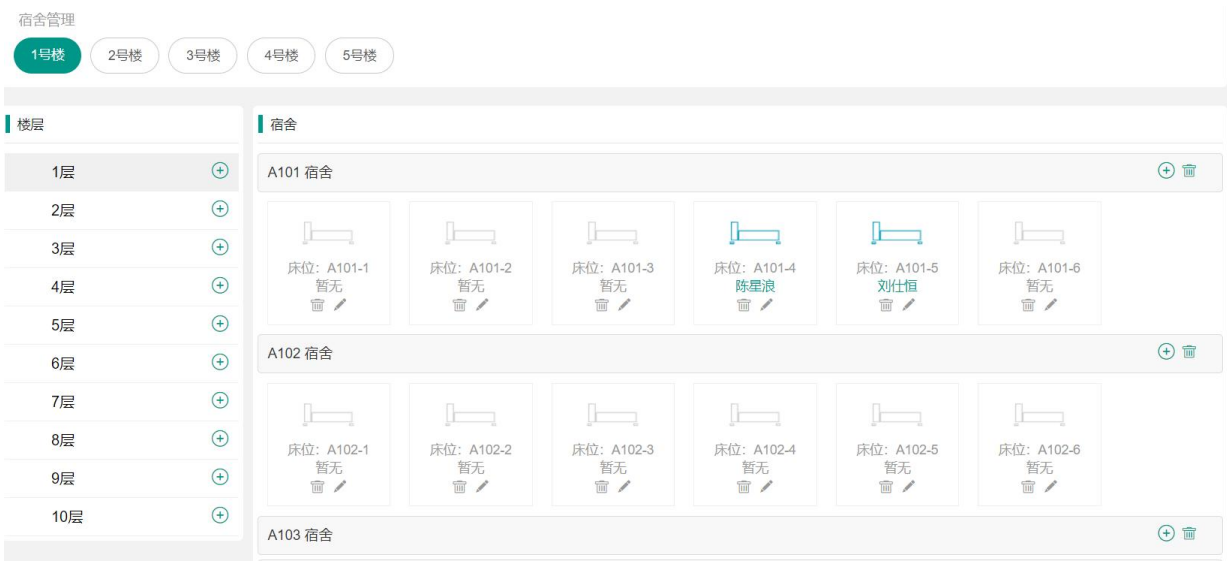 宿舍管理
1号楼 2号楼 3号楼 4号楼 5号楼
楼层
1层
2层
3层
4层
5层
6层
7层
8层
9层
10层
宿舍
A101 宿舍
床位：A101-1 床位：A101-2 床位：A101-3 床位：A101-4 床位：A101-5 床位：A101-6
暂无 暂无 暂无 陈星浪 刘仕恒 暂无
A102 宿舍
床位：A102-1 床位：A102-2 床位：A102-3 床位：A102-4 床位：A102-5 床位：A102-6
暂无 暂无 暂无 暂无 暂无 暂无
A103 宿舍